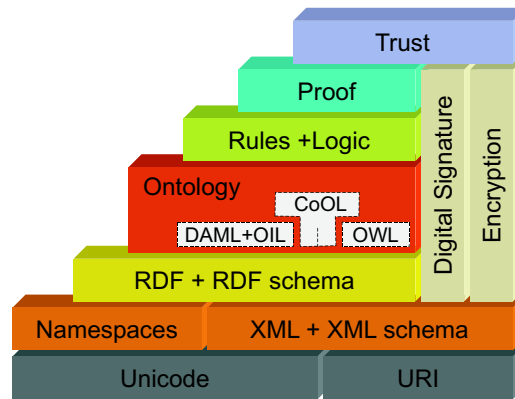 Trust
Proof
Rules +Logic
Ontology
CoOL
DAML+OIL
OWL
Digital Signature
Encryption
RDF + RDF schema
Namespaces
XML + XML schema
Unicode
URI